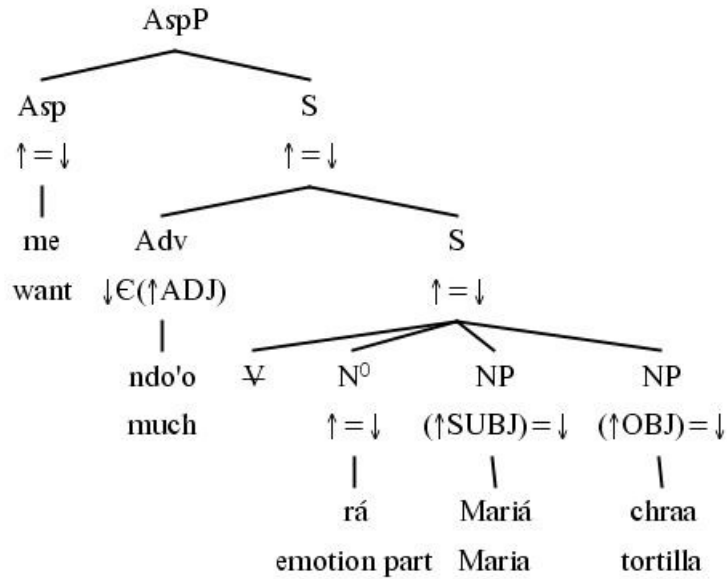 AspP
Asp S
↑=↓ ↑=↓
me Adv S
want ↓Є(↑ADJ) ↑=↓
ndo'o V N⁰ NP NP
much ↑=↓ (↑SUBJ)=↓ (↑OBJ)=↓
rá Mariá chraa
emotion part Maria tortilla